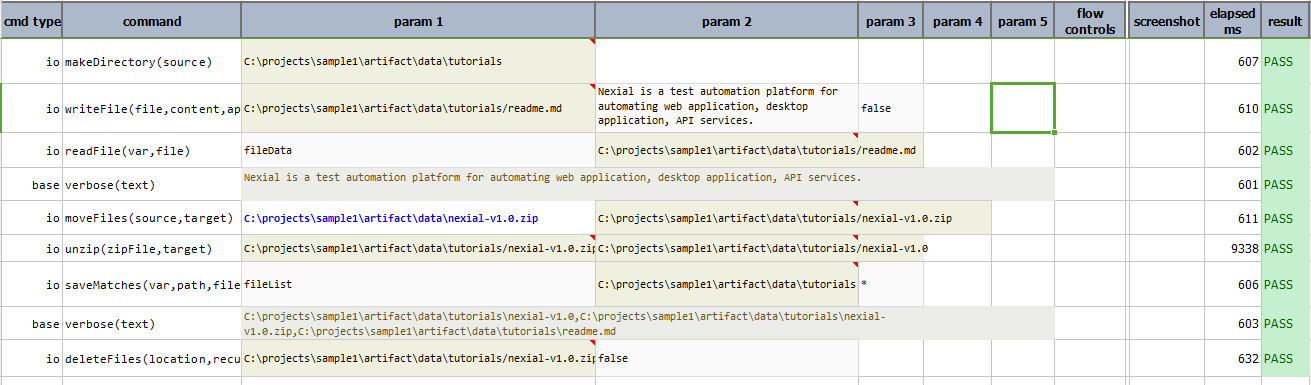 cmd type command param 1 param 2 param 3 param 4 param 5 flow controls screenshot elapsed ms result
io makeDirectory(source) C:\projects\sample1\artifact\data\tutorials 607 PASS
io writeFile(file,content,ap C:\projects\sample1\artifact\data\tutorials/readme.md Nexial is a test automation platform for automating web application, desktop application, API services. false 610 PASS
io readFile(var,file) fileData C:\projects\sample1\artifact\data\tutorials/readme.md 602 PASS
base verbose(text) Nexial is a test automation platform for automating web application, desktop application, API services. 601 PASS
io moveFiles(source,target) C:\projects\sample1\artifact\data\nexial-v1.0.zip C:\projects\sample1\artifact\data\tutorials/nexial-v1.0.zip 611 PASS
io unzip(zipFile,target) C:\projects\sample1\artifact\data\tutorials/nexial-v1.0.zip C:\projects\sample1\artifact\data\tutorials/nexial-v1.0 9338 PASS
io saveMatches(var,path,file fileList C:\projects\sample1\artifact\data\tutorials * 606 PASS
base verbose(text) C:\projects\sample1\artifact\data\tutorials\nexial-v1.0,C:\projects\sample1\artifact\data\tutorials\nexial-v1.0.zip,C:\projects\sample1\artifact\data\tutorials\readme.md 603 PASS
io deleteFiles(location,recu C:\projects\sample1\artifact\data\tutorials/nexial-v1.0.zip false 632 PASS